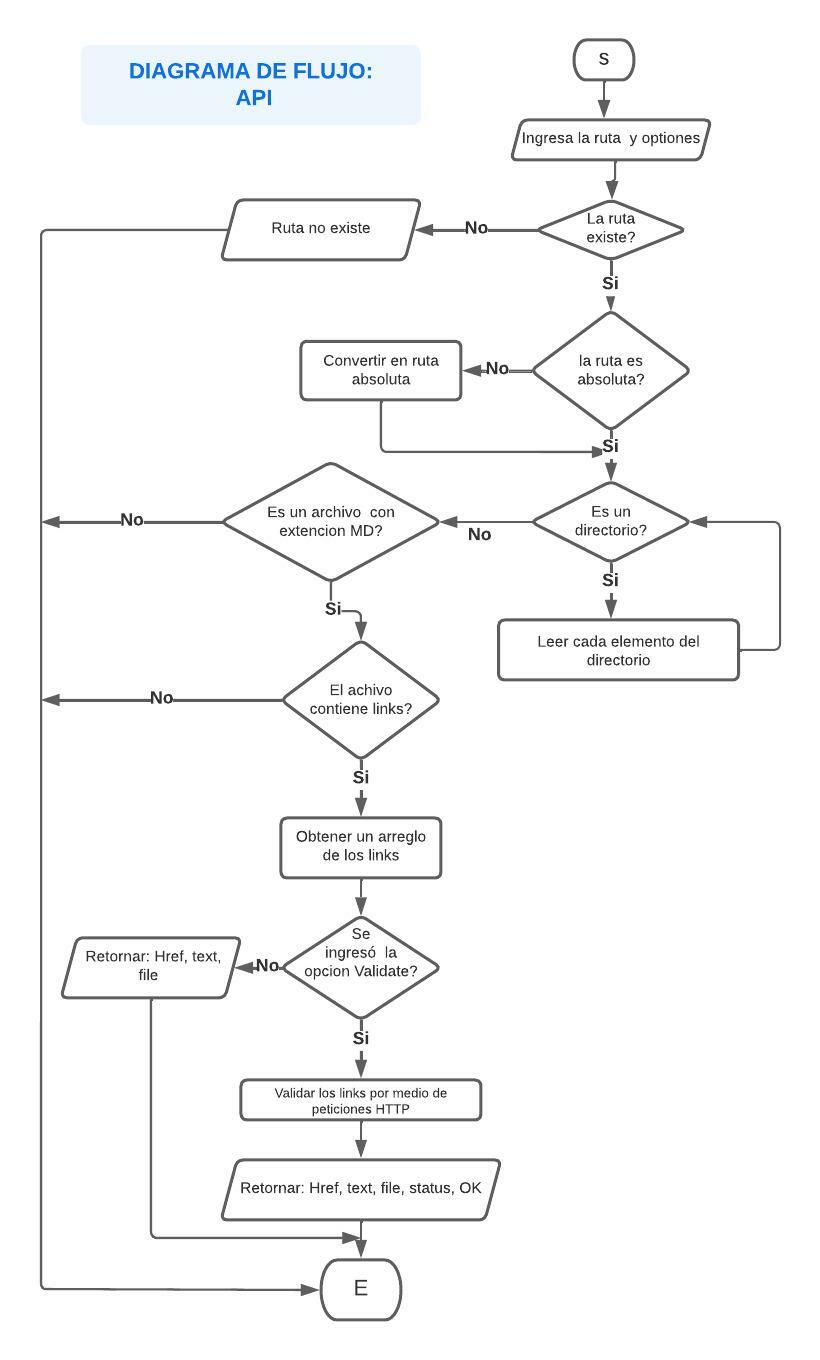 DIAGRAMA DE FLUJO:
API
S
Ingresa la ruta y optiones
La ruta
existe?
No
Ruta no existe
Si
la ruta es
absoluta?
No
Convertir en ruta
absoluta
Si
Es un
directorio?
No
Es un archivo con
extencion MD?
No
Si
Leer cada elemento del
directorio
Si
El achivo
contiene links?
No
Si
Obtener un arreglo
de los links
Se
ingresó la
opcion Validate?
No
Retornar: Href, text,
file
Si
Validar los links por medio de
peticiones HTTP
Retornar: Href, text, file, status, OK
E